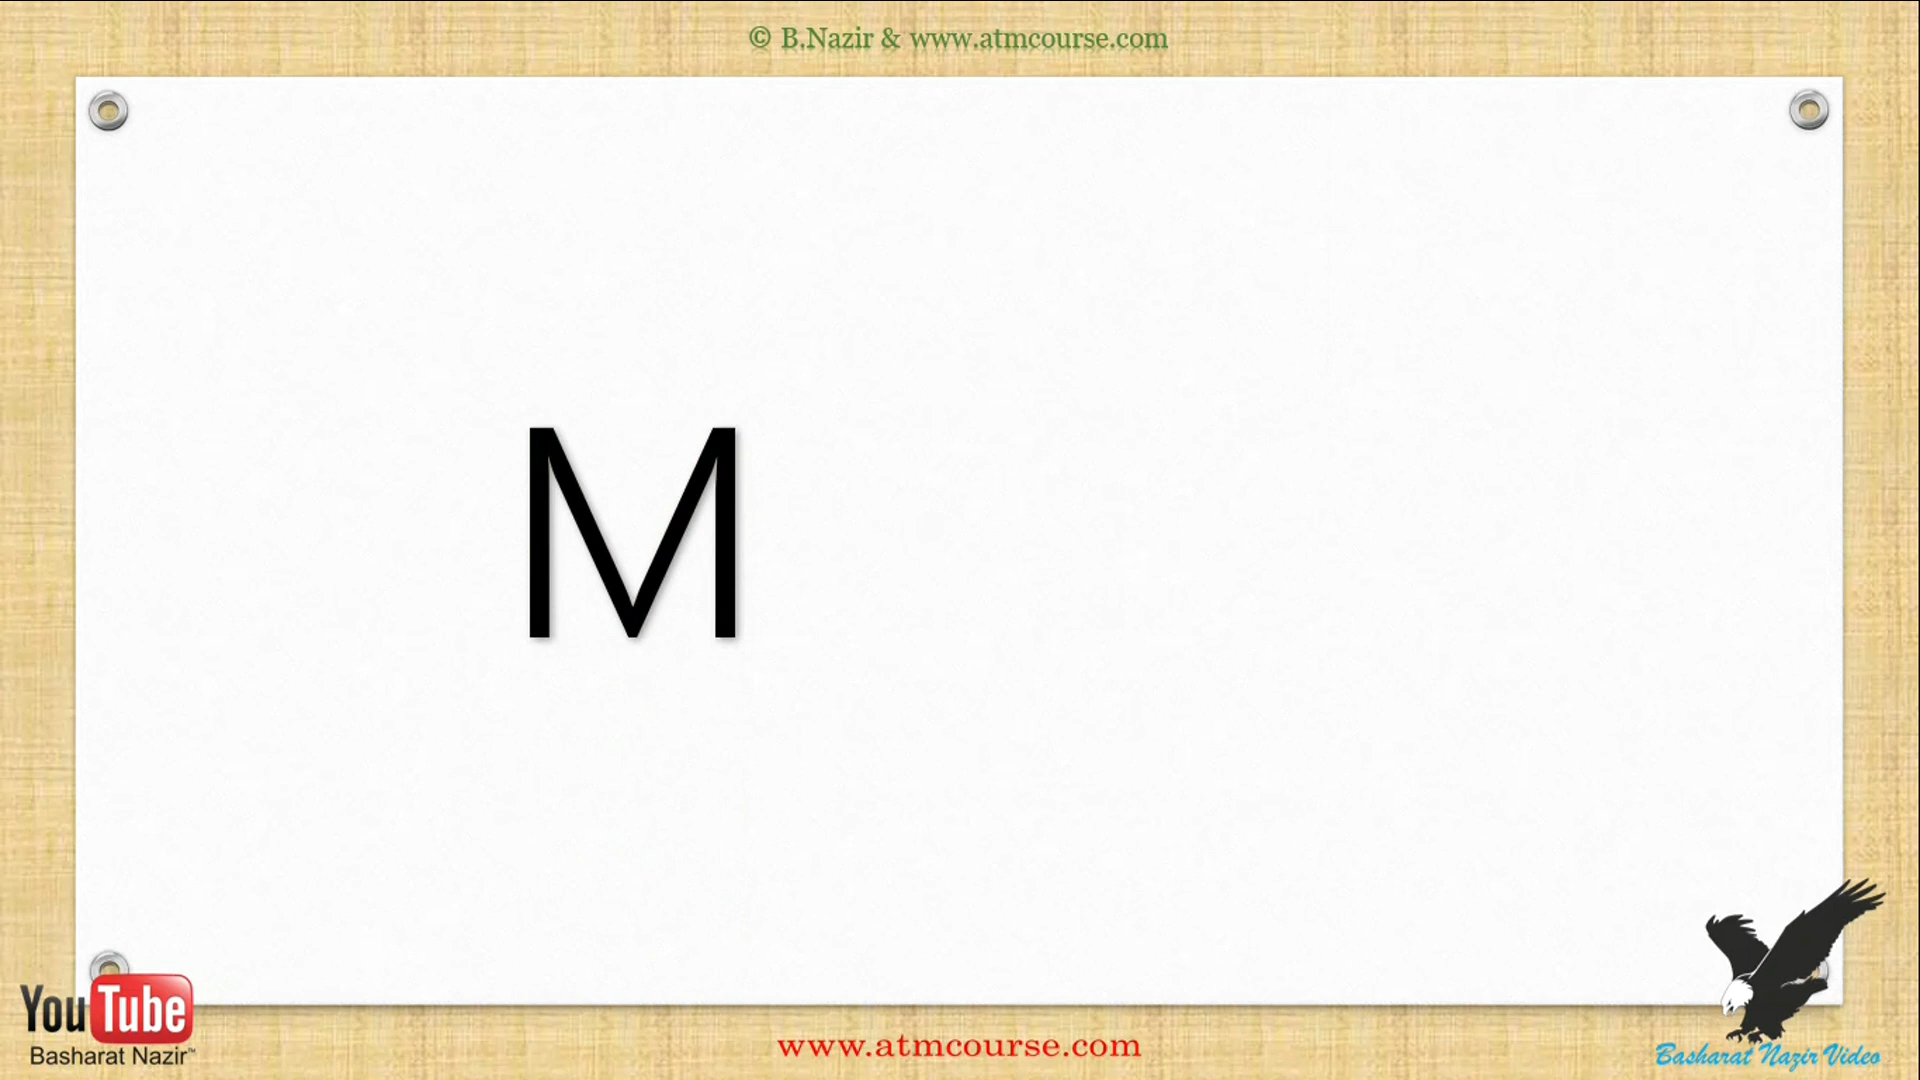 © B.Nazir & www.atmcourse.com
M
YouTube
Basharat Nazir™
www.atmcourse.com
Basharat Nazir Video